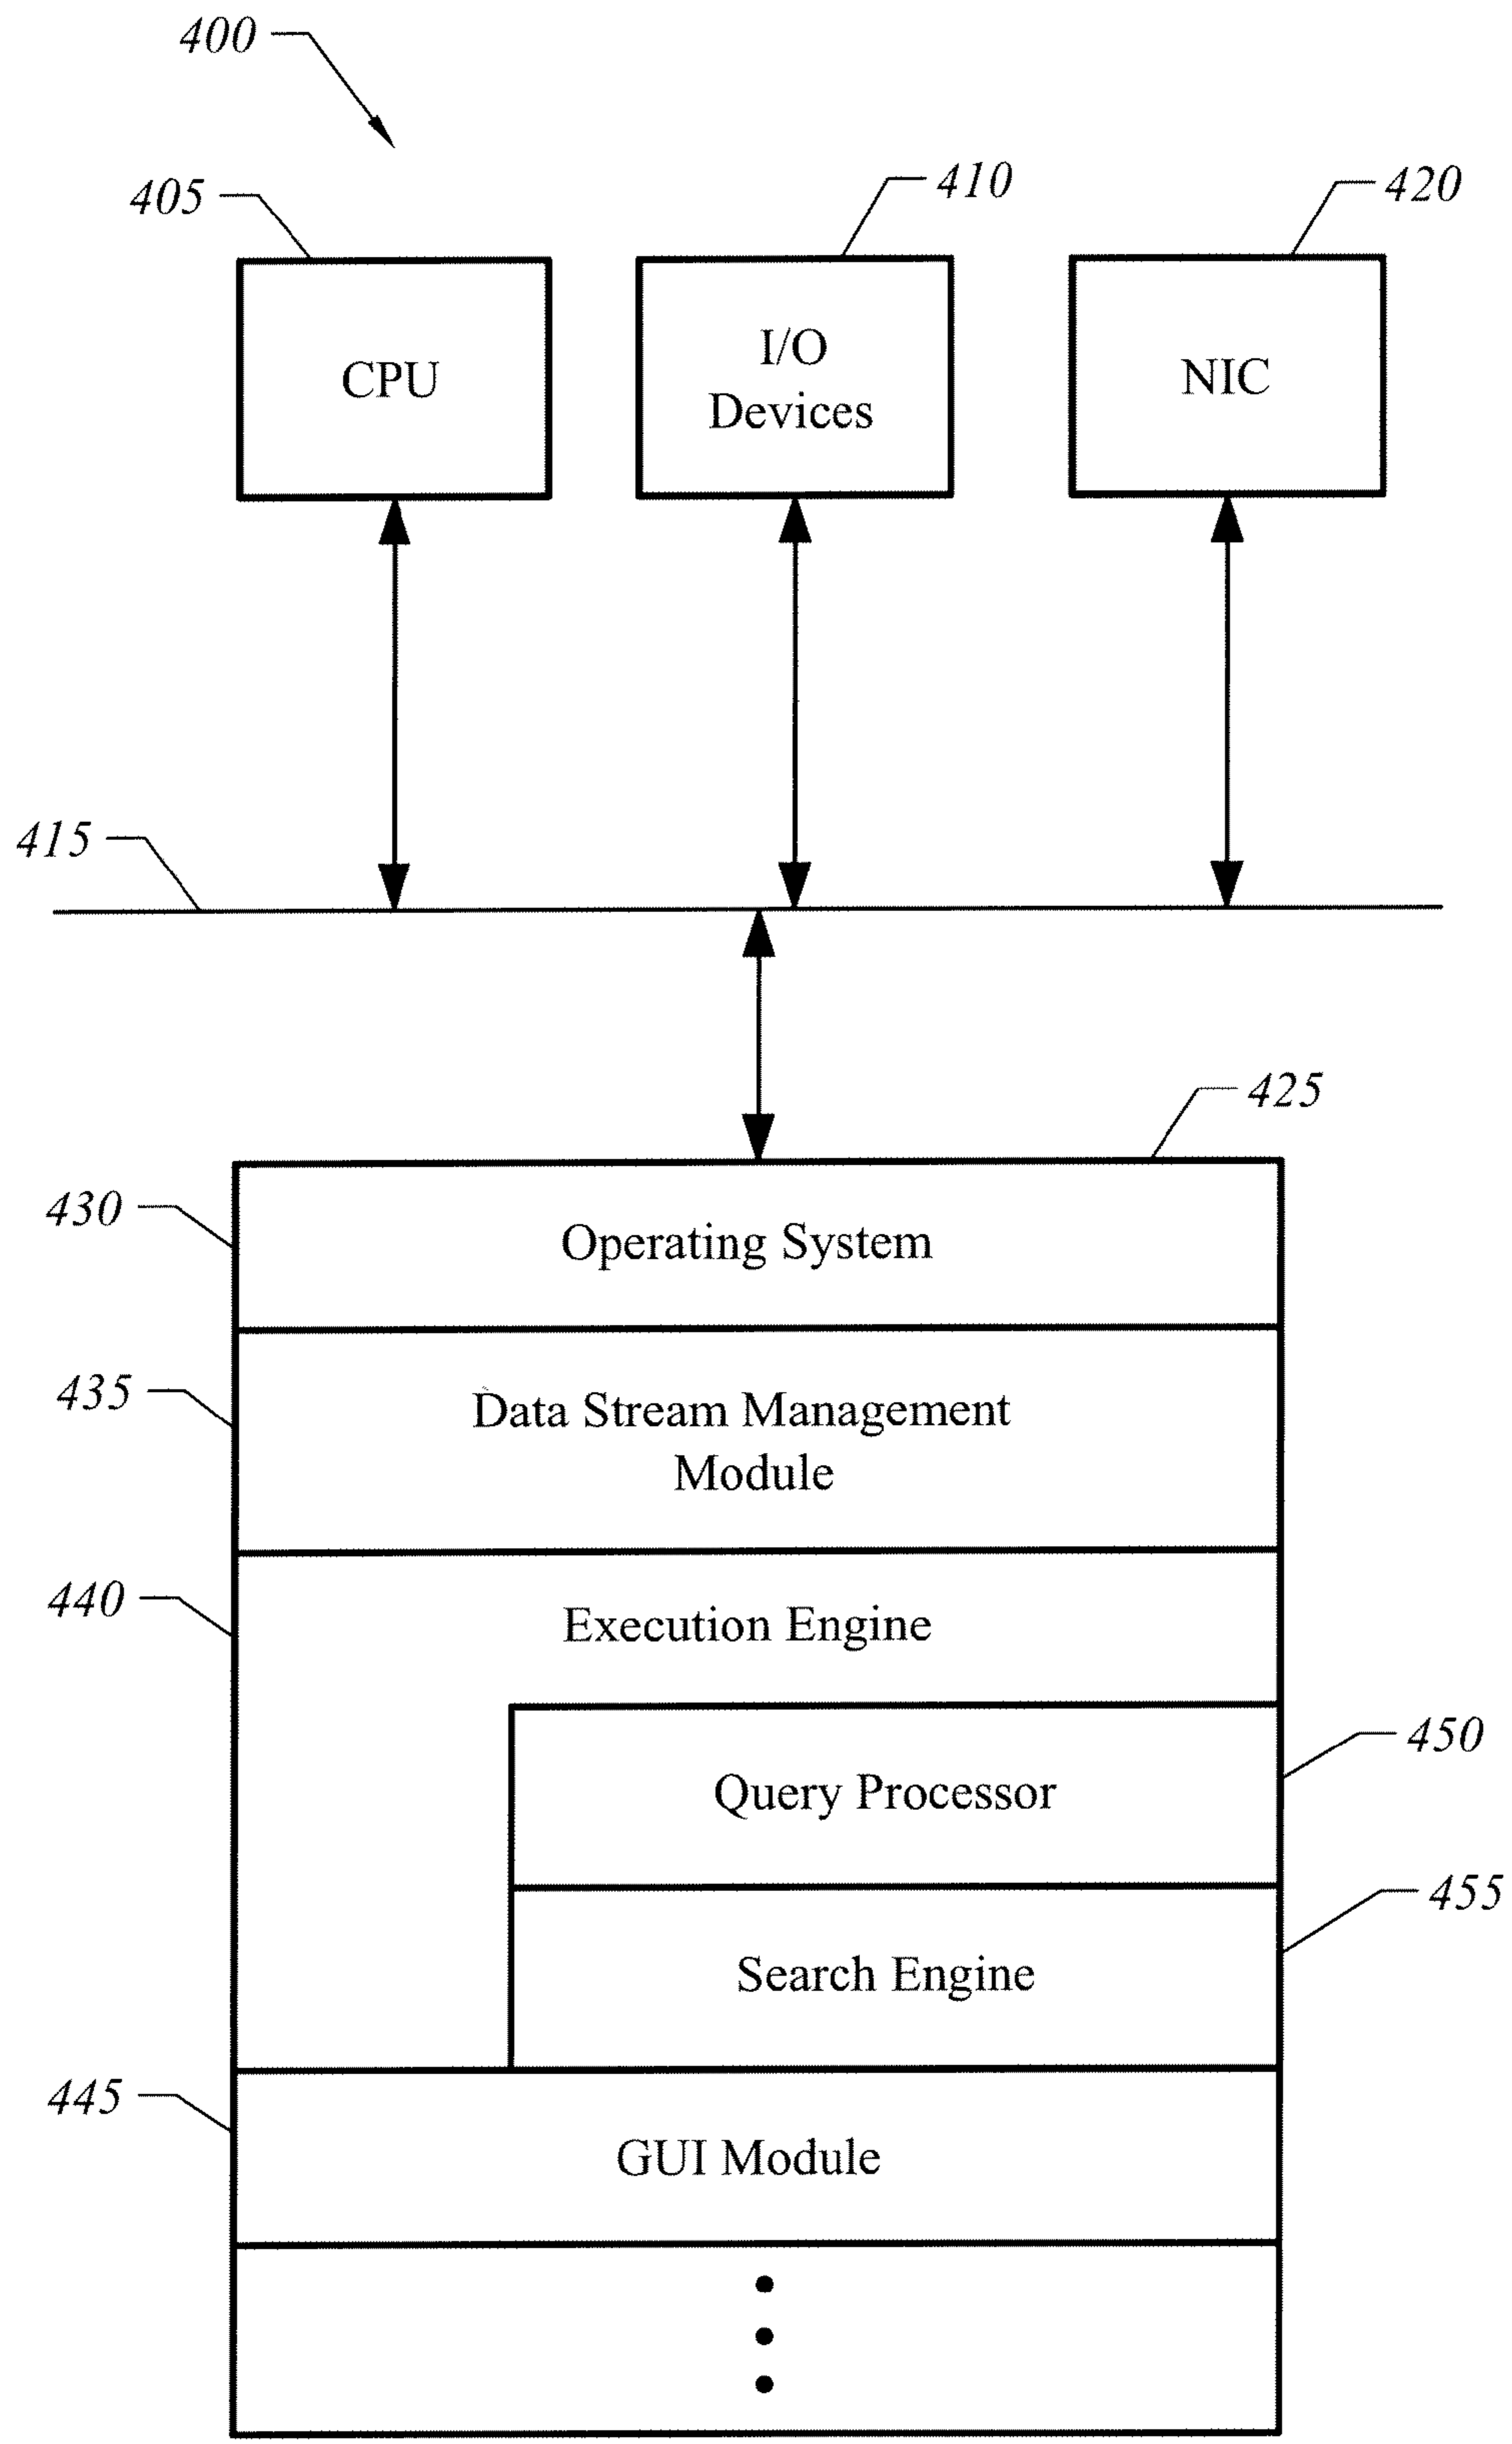 400
405
410
420
CPU
I/O
Devices
NIC
415
425
430
Operating System
435
Data Stream Management
Module
440
Execution Engine
450
Query Processor
455
Search Engine
445
GUI Module